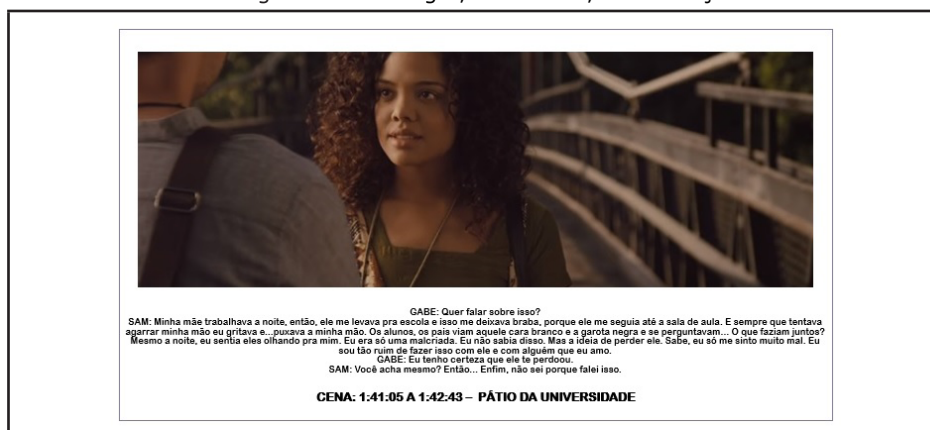 GABE: Quer falar sobre isso?
SAM: Minha mãe trabalhava a noite, então, ele me levava pra escola e isso me deixava braba, porque ele me seguia até a sala de aula. E sempre que tentava
agarrar minha mão eu gritava e...puxava a minha mão. Os alunos, os pais viam aquele cara branco e a garota negra e se perguntavam... O que faziam juntos?
Mesmo a noite, eu sentia eles olhando pra mim. Eu era só uma malcriada. Eu não sabia disso. Mas a ideia de perder ele. Sabe, eu só me sinto muito mal. Eu
sou tão ruim de fazer isso com ele e com alguém que eu amo.
GABE: Eu tenho certeza que ele te perdoou.
SAM: Você acha mesmo? Então... Enfim, não sei porque falei isso.
CENA: 1:41:05 A 1:42:43 – PÁTIO DA UNIVERSIDADE